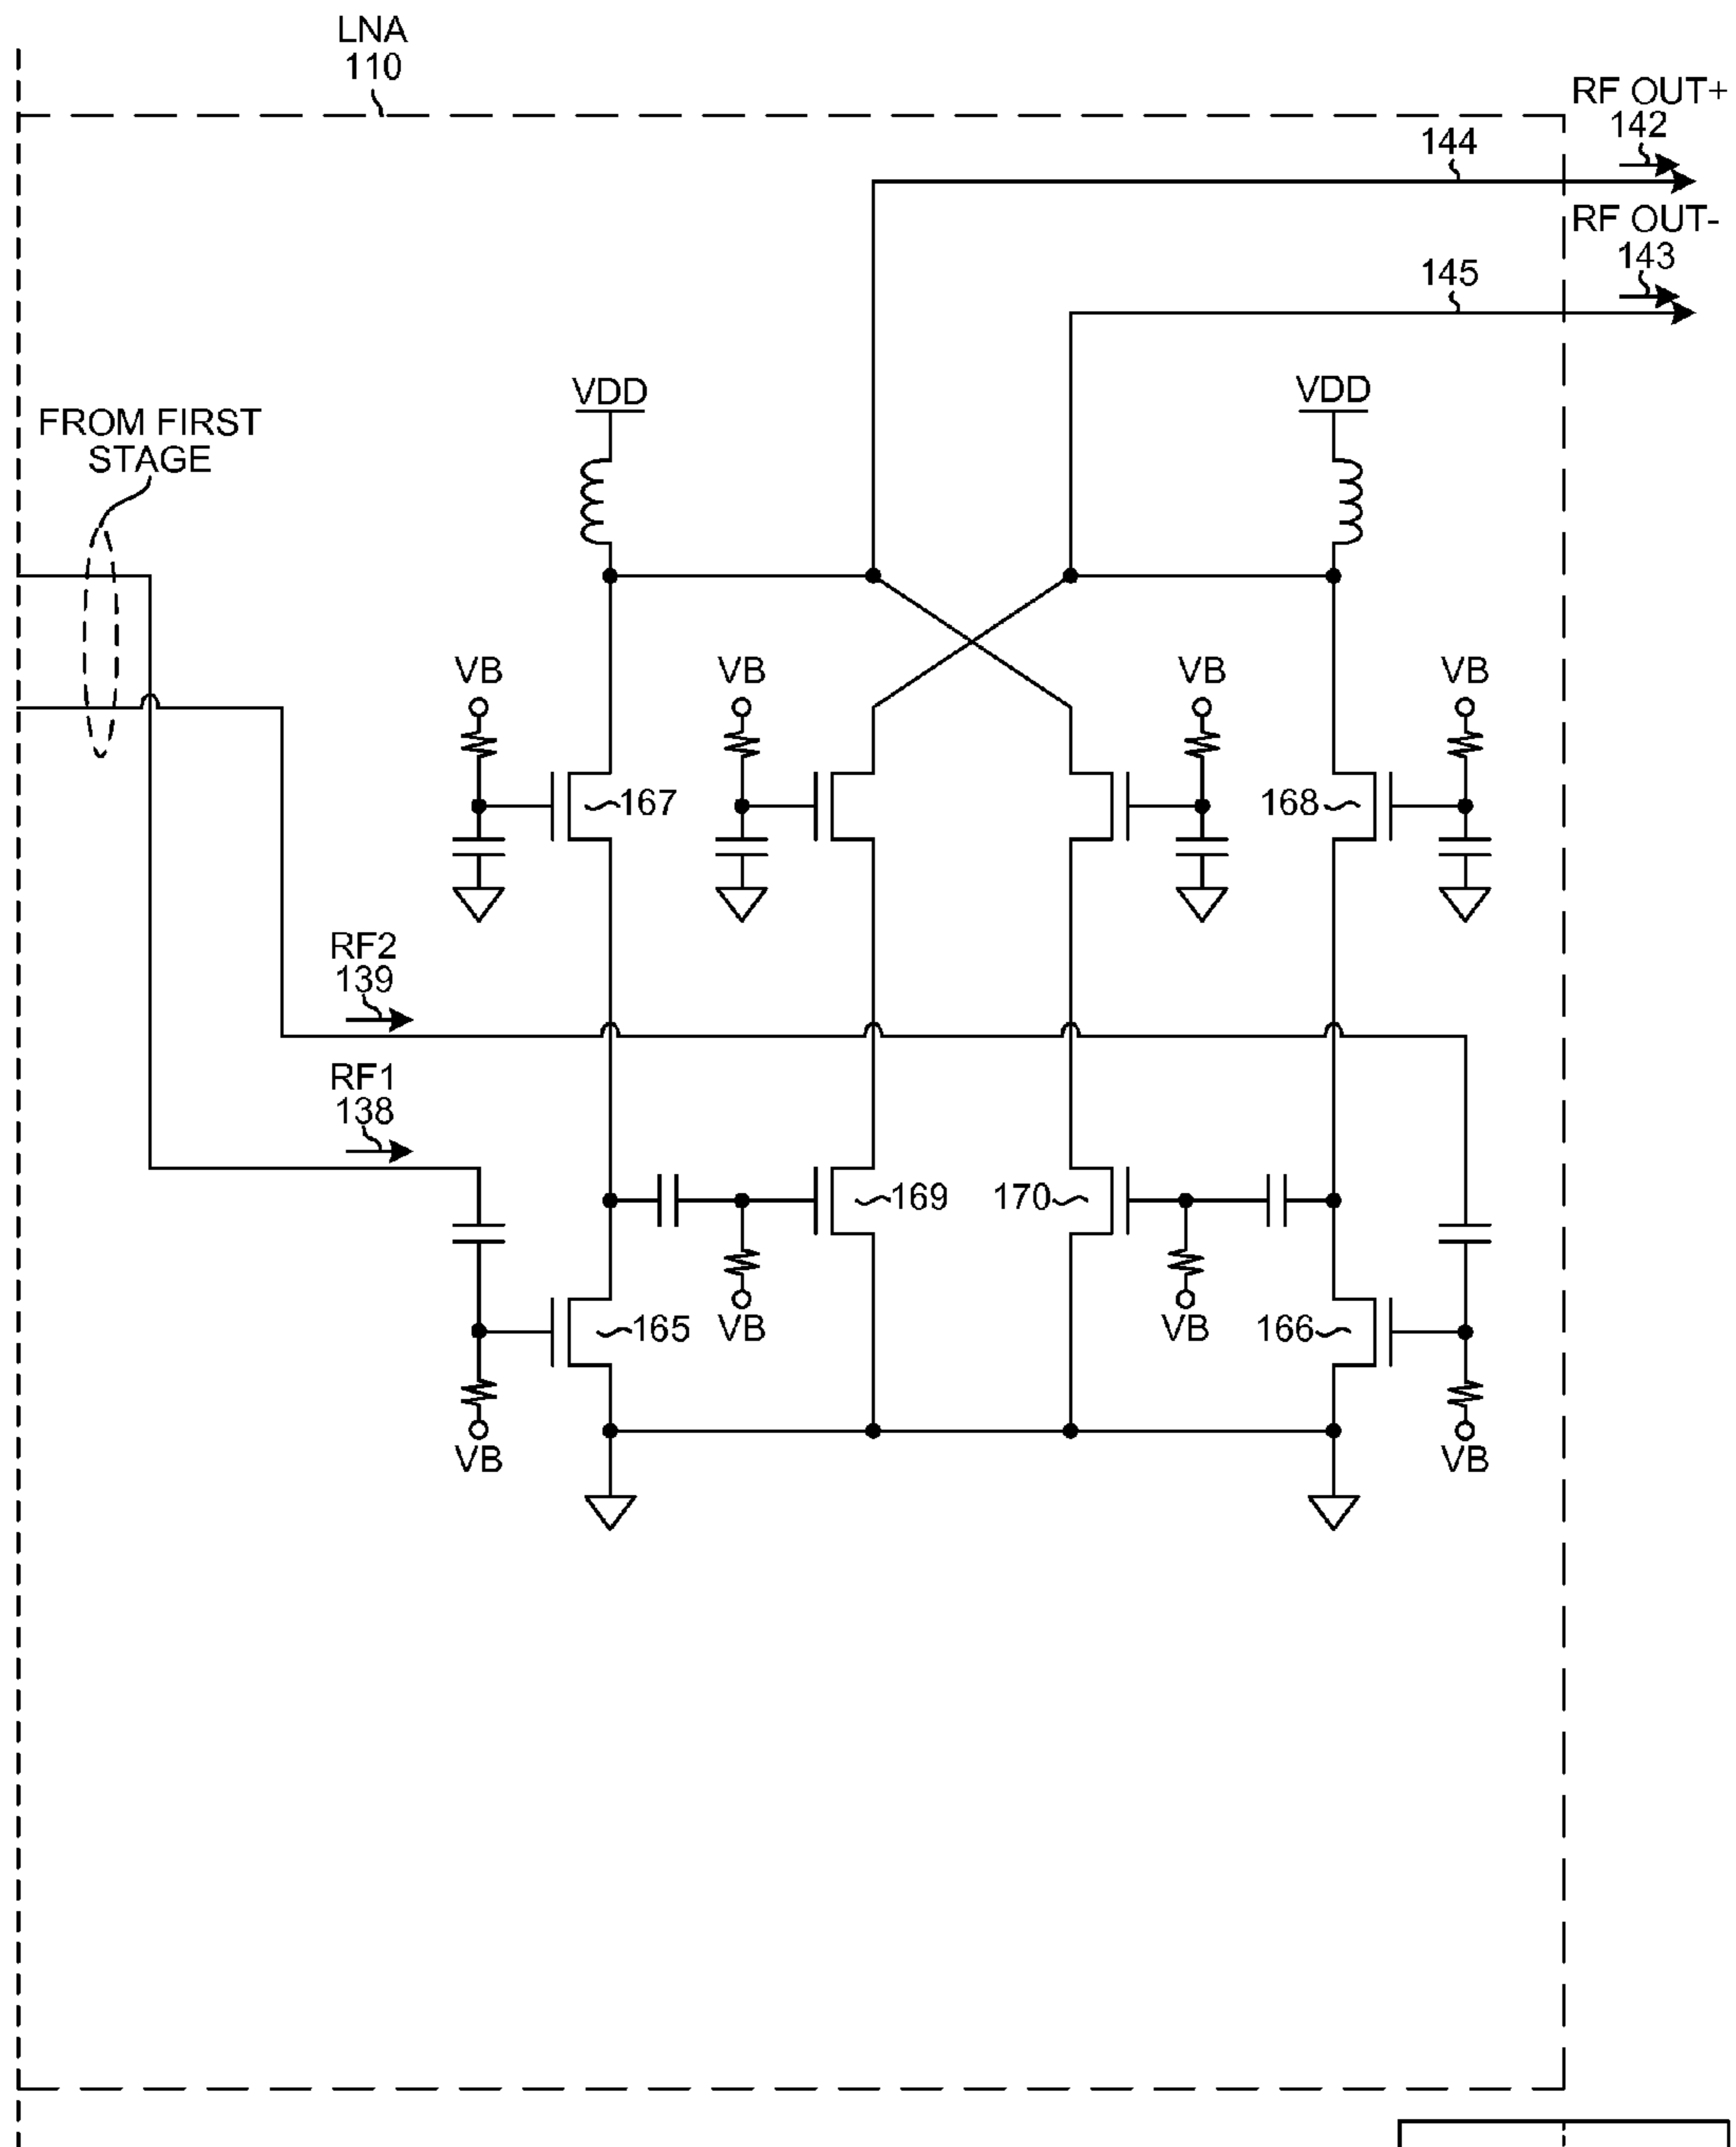 LNA
110
RF OUT+
142
144
RF OUT-
143
145
VDD
VDD
FROM FIRST
STAGE
VB
VB
VB
VB
167
168
RF2
139
RF1
138
169
170
165
VB
VB
166
VB
VB